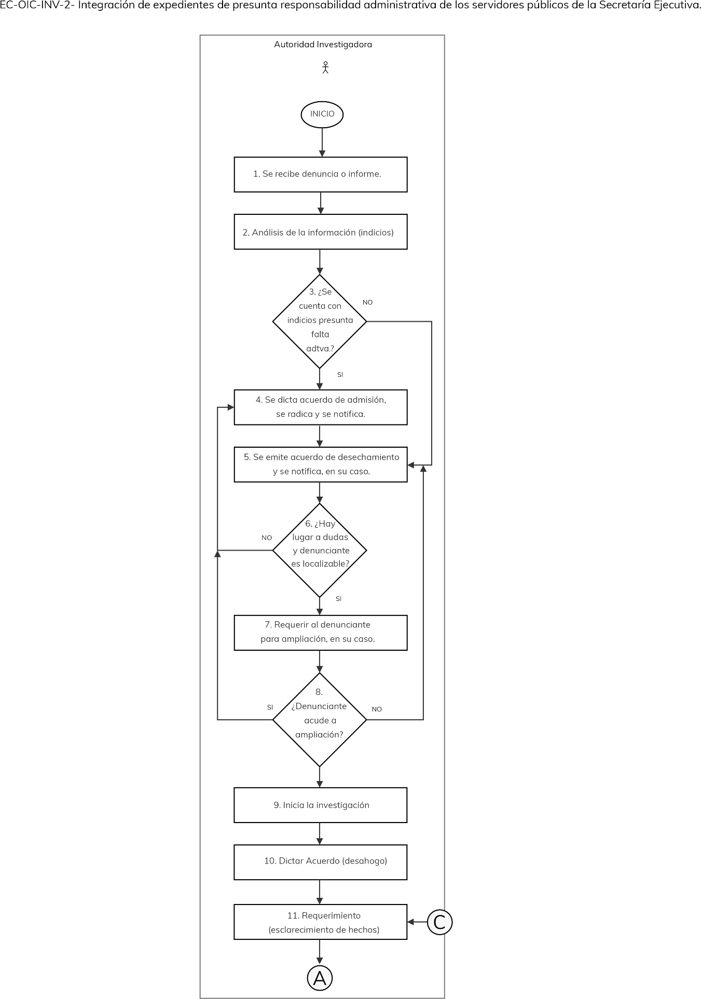 EC-OIC-INV-2- Integración de expedientes de presunta responsabilidad administrativa de los servidores públicos de la Secretaría Ejecutiva.
Autoridad Investigadora
INICIO
1. Se recibe denuncia o informe.
2. Análisis de la información (indicios)
3. ¿Se
cuenta con
indicios presunta
falta
adtva.?
NO
SI
4. Se dicta acuerdo de admisión,
se radica y se notifica.
5. Se emite acuerdo de desechamiento
y se notifica, en su caso.
6. ¿Hay
lugar a dudas
y denunciante
es localizable?
NO
SI
7. Requerir al denunciante
para ampliación, en su caso.
8.
¿Denunciante
acude a
ampliación?
SI
NO
9. Inicia la investigación
10. Dictar Acuerdo (desahogo)
11. Requerimiento
(esclarecimiento de hechos)
C
A